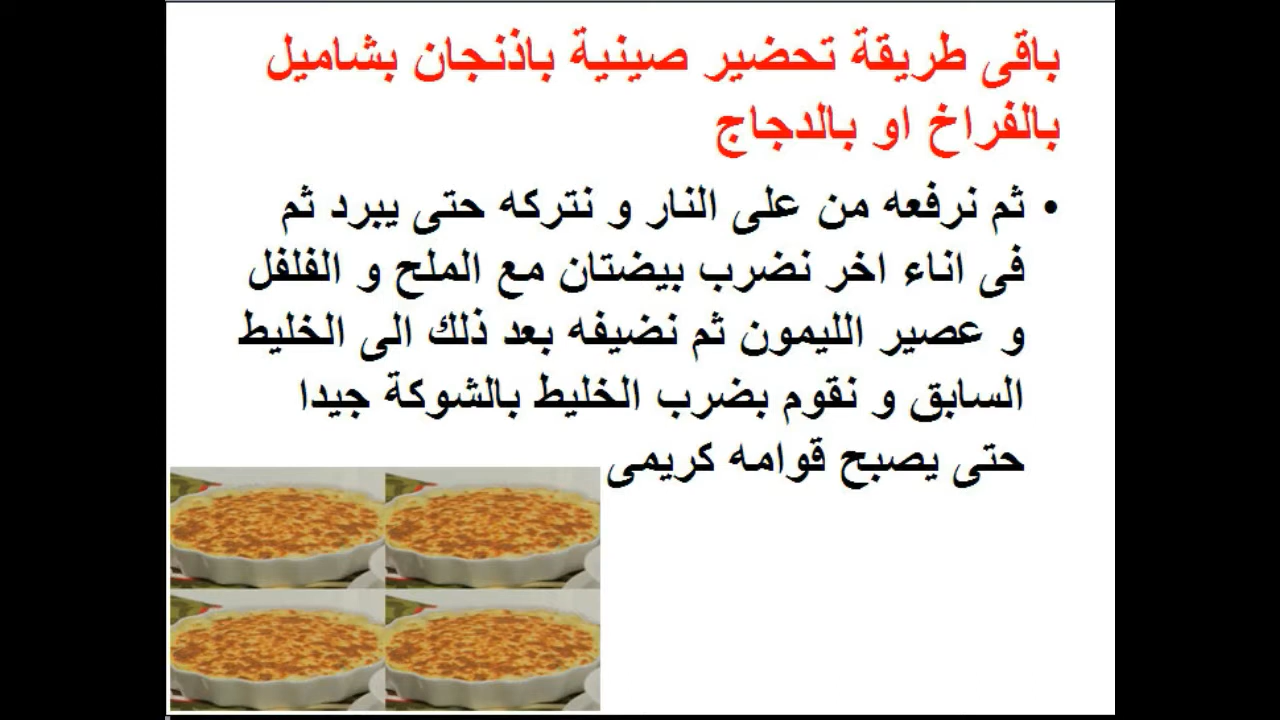 باقى طريقة تحضير صينية باذنجان بشاميل
بالفراخ او بالدجاج
• ثم نرفعه من على النار و نتركه حتى يبرد ثم
فى اناء اخر نضرب بيضتان مع الملح و الفلفل
و عصير الليمون ثم نضيفه بعد ذلك الى الخليط
السابق و نقوم بضرب الخليط بالشوكة جيدا
حتى يصبح قوامه كريمى